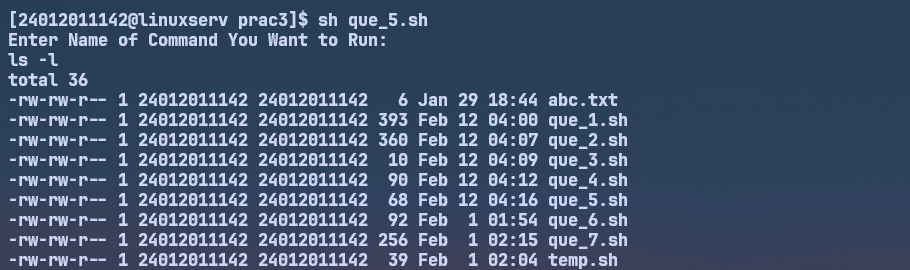 [24012011142@linuxserv prac3]$ sh que_5.sh
Enter Name of Command You Want to Run:
ls -l
total 36
-rw-rw-r-- 1 24012011142 24012011142   6 Jan 29 18:44 abc.txt
-rw-rw-r-- 1 24012011142 24012011142 393 Feb 12 04:00 que_1.sh
-rw-rw-r-- 1 24012011142 24012011142 360 Feb 12 04:07 que_2.sh
-rw-rw-r-- 1 24012011142 24012011142  10 Feb 12 04:09 que_3.sh
-rw-rw-r-- 1 24012011142 24012011142  90 Feb 12 04:12 que_4.sh
-rw-rw-r-- 1 24012011142 24012011142  68 Feb 12 04:16 que_5.sh
-rw-rw-r-- 1 24012011142 24012011142  92 Feb  1 01:54 que_6.sh
-rw-rw-r-- 1 24012011142 24012011142 256 Feb  1 02:15 que_7.sh
-rw-rw-r-- 1 24012011142 24012011142  39 Feb  1 02:04 temp.sh